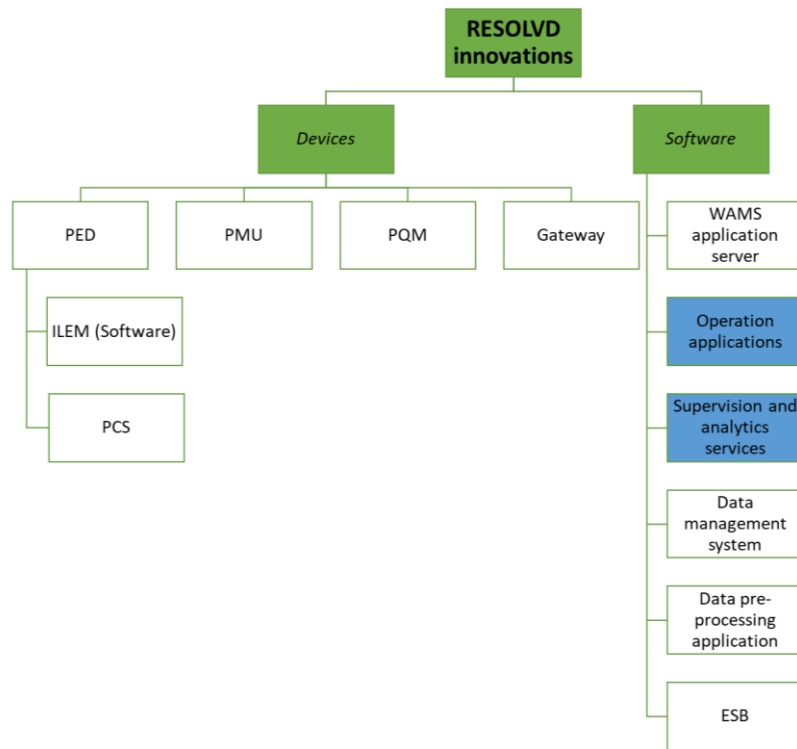 RESOLVD
innovations
Devices
Software
PED
PMU
PQM
Gateway
WAMS
application
server
ILEM (Software)
Operation
applications
PCS
Supervision and
analytics
services
Data
management
system
Data pre-
processing
application
ESB